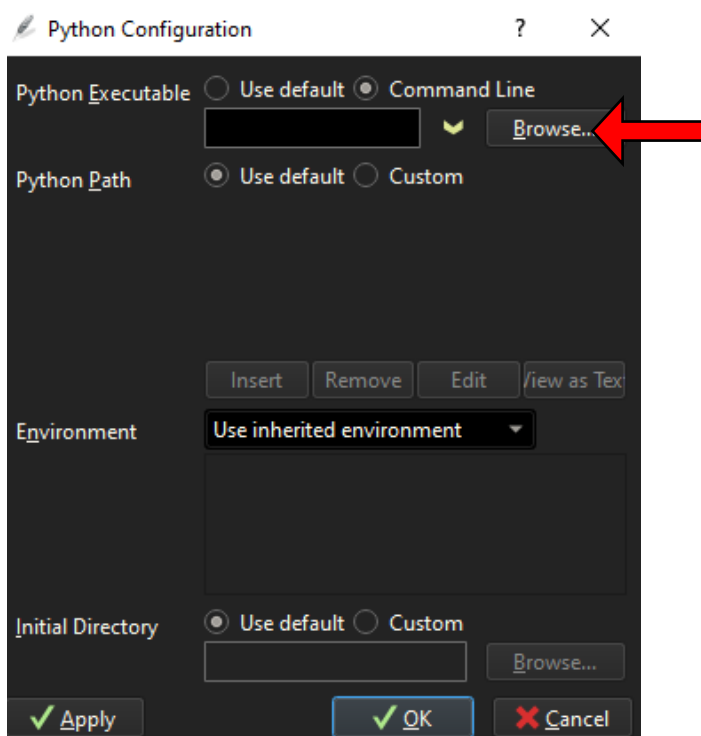 Python Configuration ?
Python Executable Use default Command Line
Browse...
Python Path Use default Custom
Insert Remove Edit View as Tex
Environment Use inherited environment
Initial Directory Use default Custom
Browse...
Apply OK Cancel